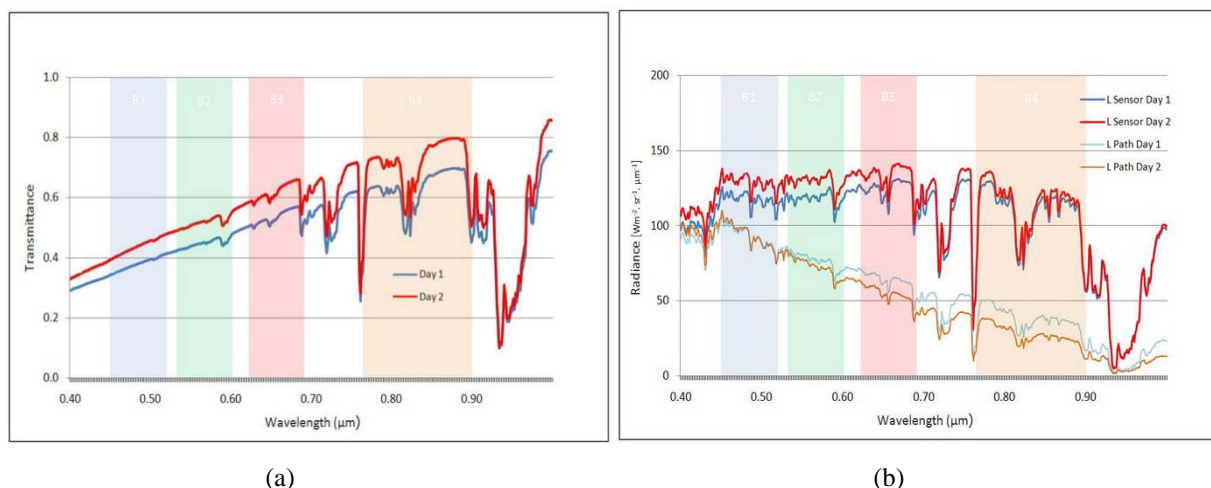 1.0
0.8
0.6
0.4
0.2
0.0
Transmittance
B1
B2
B3
B4
Day 1
Day 2
0.40
0.50
0.60
0.70
0.80
0.90
Wavelength (µm)
(a)
200
150
100
50
0
Radiance [Wm⁻². sr⁻¹. µm⁻¹]
B1
B2
B3
B4
L Sensor Day 1
L Sensor Day 2
L Path Day 1
L Path Day 2
0.40
0.50
0.60
0.70
0.80
0.90
Wavelength (µm)
(b)